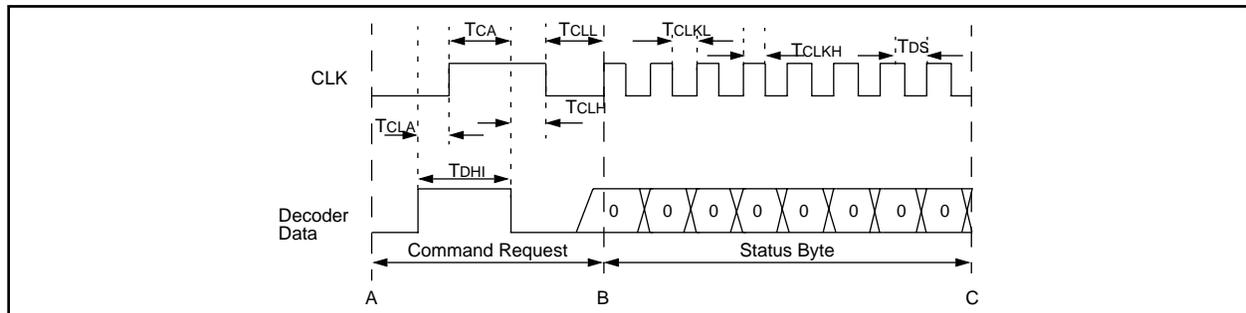 TCA TCLL TCLKL
TCLKH TDS
CLK
TCLH
TCLA
TDHI
Decoder
Data
0 0 0 0 0 0 0 0
Command Request Status Byte
A B C